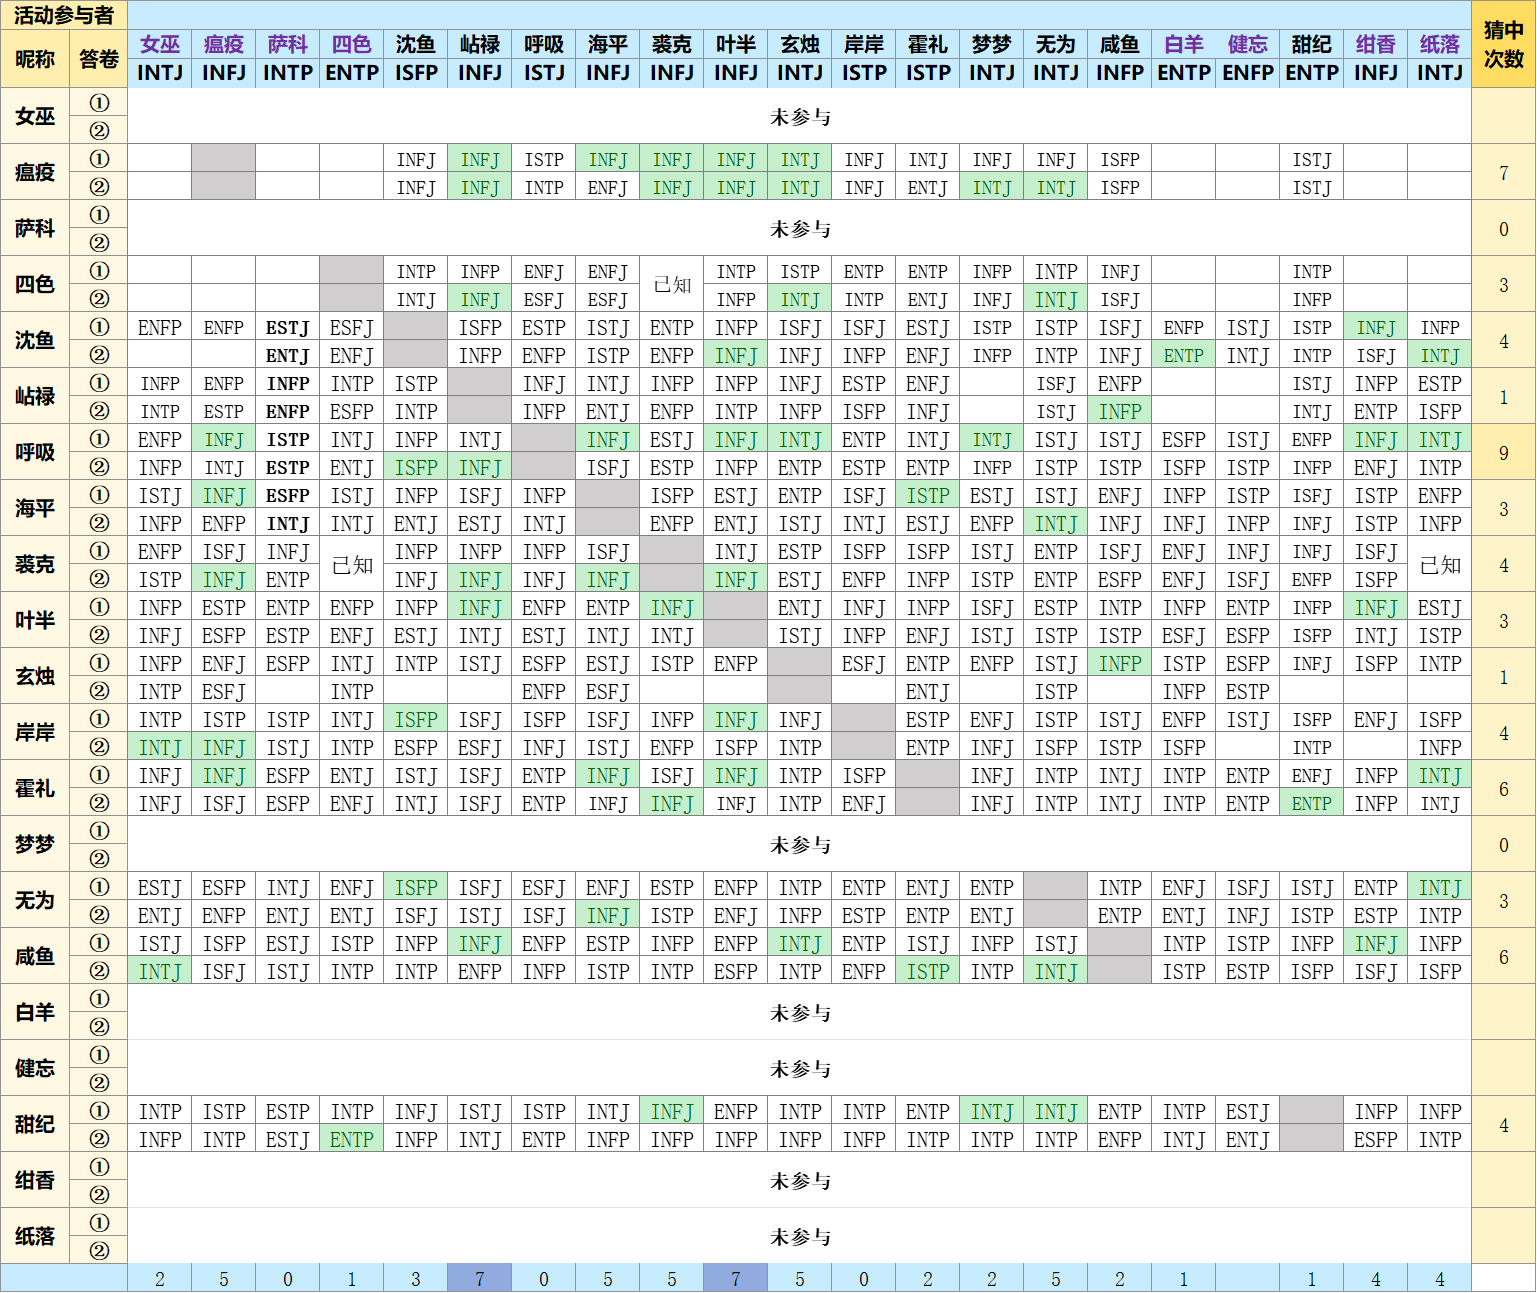 活动参与者 猜中次数
昵称 答卷 女巫 瘟疫 萨科 四色 沈鱼 岾禄 呼吸 海平 裘克 叶半 玄烛 岸岸 霍礼 梦梦 无为 咸鱼 白羊 健忘 甜纪 绀香 纸落
INTJ INFJ INTP ENTP ISFP INFJ ISTJ INFJ INFJ INFJ INTJ ISTP ISTP INTJ INTJ INFP ENTP ENFP ENTP INFJ INTJ
女巫 ① ② 未参与
瘟疫 ① INFJ INFJ ISTP INFJ INFJ INFJ INTJ INFJ INTJ INFJ INFJ ISFP ISTJ 7
② INFJ INFJ INTP ENFJ INFJ INFJ INTJ INFJ ENTJ INTJ INTJ ISFP ISTJ
萨科 ① ② 未参与 0
四色 ① INTP INFP ENFJ ENFJ 已知 INTP ISTP ENTP ENTP INFP INTP INFJ INTP 3
② INTJ INFJ ESFJ ESFJ INFP INTJ INTP ENTJ INFJ INTJ ISFJ INFP
沈鱼 ① ENFP ENFP ESTJ ESFJ ISFP ESTP ISTJ ENTP INFP ISFJ ISFJ ESTJ ISTP ISTP ISFJ ENFP ISTJ ISTP INFJ INFP 4
② ENTJ ENFJ INFP ENFP ISTP ENFP INFJ INFJ INFP ENFJ INFP INTP INFJ ENTP INTJ INTP ISFJ INTJ
岾禄 ① INFP ENFP INFP INTP ISTP INFJ INTJ INFP INFP INFJ ESTP ENFJ ISFJ ENFP ISTJ INFP ESTP 1
② INTP ESTP ENFP ESFP INTP INFP ENTJ ENFP INTP INFP ISFP INFJ ISTJ INFP INTJ ENTP ISFP
呼吸 ① ENFP INFJ ISTP INTJ INFP INTJ INFJ ESTJ INFJ INTJ ENTP INTJ INTJ ISTJ ISTJ ESFP ISTJ ENFP INFJ INTJ 9
② INFP INTJ ESTP ENTJ ISFP INFJ ISFJ ESTP INFP ENTP ESTP ENTP INFP ISTP ISTP ISFP ISTP INFP ENFJ INTP
海平 ① ISTJ INFJ ESFP ISTJ INFP ISFJ INFP ISFP ESTJ ENTP ISFJ ISTP ESTJ ISTJ ENFJ INFP ISTP ISFJ ISTP ENFP 3
② INFP ENFP INTJ INTJ ENTJ ESTJ INTJ ENFP ENTJ ISTJ INTJ ESTJ ENFP INTJ INFJ INFJ INFP INFJ ISTP INFP
裘克 ① ENFP ISFJ INFJ 已知 INFP INFP INFP ISFJ INTJ ESTP ISFP ISFP ISTJ ENTP ISFJ ENFJ INFJ INFJ ISFJ 已知 4
② ISTP INFJ ENTP INFJ INFJ INFJ INFJ INFJ ESTJ ENFP INFP ISTP ENTP ESFP ENFJ ISFJ ENFP ISFP
叶半 ① INFP ESTP ENTP ENFP INFP INFJ ENFP ENTP INFJ ENTJ INFJ INFP ISFJ ESTP INTP INFP ENTP INFP INFJ ESTJ 3
② INFJ ESFP ESTP ENFJ ESTJ INTJ ESTJ INTJ INTJ ISTJ INFP ENFJ ISTJ ISTP ISTP ESFJ ESFP ISFP INTJ ISTP
玄烛 ① INFP ENFJ ESFP INTJ INTP ISTJ ESFP ESTJ ISTP ENFP ESFJ ENTP ENFP ISTJ INFP ISTP ESFP INFJ ISFP INTP 1
② INTP ESFJ INTP ENFP ESFJ ENTJ ISTP INFP ESTP
岸岸 ① INTP ISTP ISTP INTJ ISFP ISFJ ISFP ISFJ INFP INFJ INFJ ESTP ENFJ ISTP ISTJ ENFP ISTJ ISFP ENFJ ISFP 4
② INTJ INFJ ISTJ INTP ESFP ESFJ INFJ ISTJ ENFP ISFP INTP ENTP INFJ ISFP ISTP ISFP INTP INFP
霍礼 ① INFJ INFJ ESFP ENTJ ISTJ ISFJ ENTP INFJ ISFJ INFJ INTP ISFP INFJ INTP INTJ INTP ENTP ENFJ INFP INTJ 6
② INFJ ISFJ ESFP ENFJ INTJ ISFJ ENTP INFJ INFJ INFJ INTP ENFJ INFJ INTP INTJ INTP ENTP ENTP INFP INTJ
梦梦 ① ② 未参与 0
无为 ① ESTJ ESFP INTJ ENFJ ISFP ISFJ ESFJ ENFJ ESTP ENFP INTP ENTP ENTJ ENTP INTP ENFJ ISFJ ISTJ ENTP INTJ 3
② ENTJ ENFP ENTJ ENTJ ISFJ ISTJ ISFJ INFJ ISTP ENFJ INFP ESTP ENTP ENTJ ENTP ENTJ INFJ ISTP ESTP INTP
咸鱼 ① ISTJ ISFP ESTJ ISTP INFP INFJ ENFP ESTP INFP ENFP INTJ ENTP ISTJ INFP ISTJ INTP ISTP INFP INFJ INFP 6
② INTJ ISFJ ISTJ INTP INTP ENFP INFP ISTP INTP ESFP INTP ENFP ISTP INTP INTJ ISTP ESTP ISFP ISFJ ISFP
白羊 ① ② 未参与
健忘 ① ② 未参与
甜纪 ① INTP ISTP ESTP INTP INFJ ISTJ ISTP INTJ INFJ ENFP INTP INTP ENTP INTJ INTJ ENTP INTP ESTJ INFP INFP 4
② INFP INTP ESTJ ENTP INFP INTJ ENTP INFP INFP INFP INFP INFP INTP INTP INTP ENFP INTJ ENTJ ESFP INTP
绀香 ① ② 未参与
纸落 ① ② 未参与
2 5 0 1 3 7 0 5 5 7 5 0 2 2 5 2 1 1 4 4